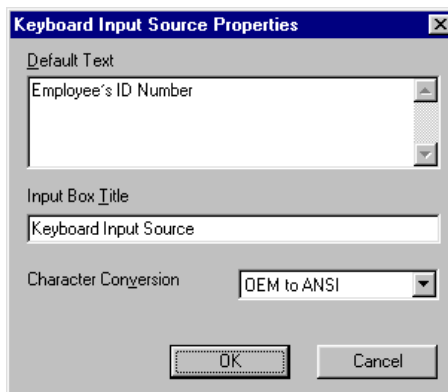 Keyboard Input Source Properties
Default Text
Employee's ID Number
Input Box Title
Keyboard Input Source
Character Conversion
OEM to ANSI
OK
Cancel